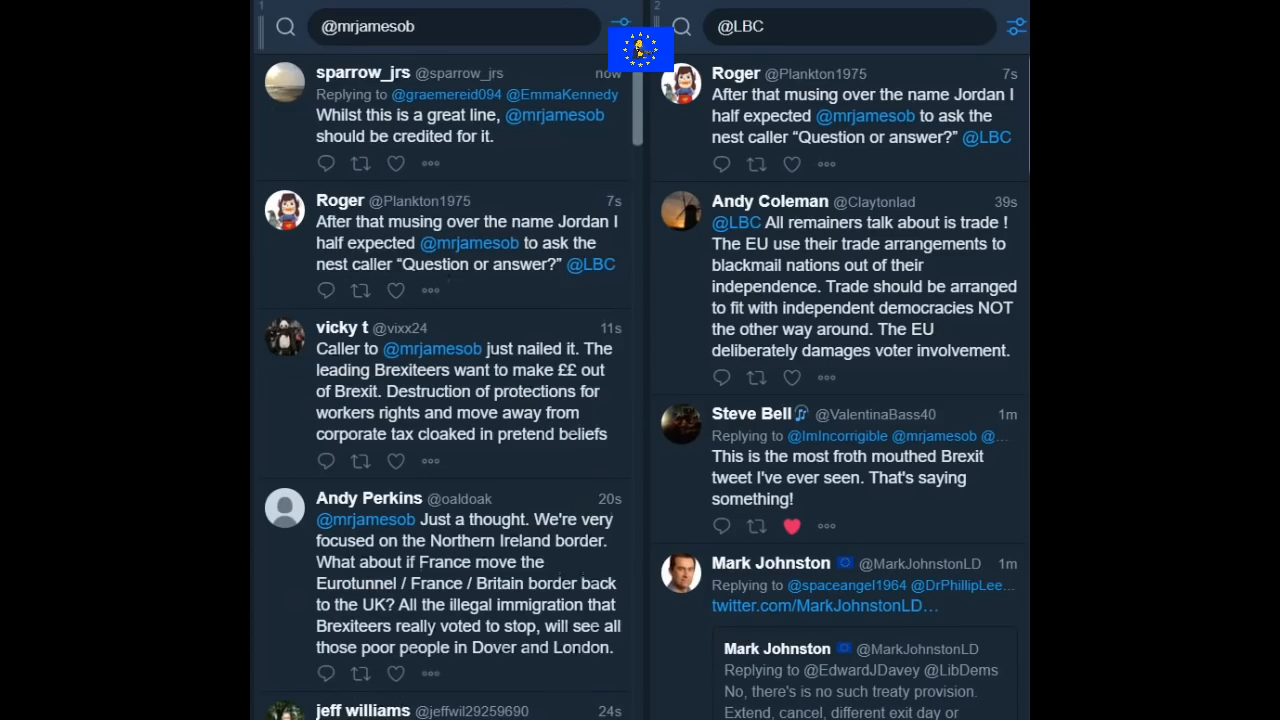 1
@mrjamesob
sparrow_jrs @sparrow_jrs now
Replying to @graemereid094 @EmmaKennedy
Whilst this is a great line, @mrjamesob
should be credited for it.
Roger @Plankton1975 7s
After that musing over the name Jordan I
half expected @mrjamesob to ask the
nest caller “Question or answer?” @LBC
vicky t @vixx24 11s
Caller to @mrjamesob just nailed it. The
leading Brexiteers want to make ££ out
of Brexit. Destruction of protections for
workers rights and move away from
corporate tax cloaked in pretend beliefs
Andy Perkins @oaldoak 20s
@mrjamesob Just a thought. We're very
focused on the Northern Ireland border.
What about if France move the
Eurotunnel / France / Britain border back
to the UK? All the illegal immigration that
Brexiteers really voted to stop, will see all
those poor people in Dover and London.
jeff williams @jeffwil29259690 24s
2
@LBC
Roger @Plankton1975 7s
After that musing over the name Jordan I
half expected @mrjamesob to ask the
nest caller “Question or answer?” @LBC
Andy Coleman @Claytonlad 39s
@LBC All remainers talk about is trade !
The EU use their trade arrangements to
blackmail nations out of their
independence. Trade should be arranged
to fit with independent democracies NOT
the other way around. The EU
deliberately damages voter involvement.
Steve Bell @ValentinaBass40 1m
Replying to @ImIncorrigible @mrjamesob @...
This is the most froth mouthed Brexit
tweet I've ever seen. That's saying
something!
Mark Johnston @MarkJohnstonLD 1m
Replying to @spaceangel1964 @DrPhillipLee...
twitter.com/MarkJohnstonLD…
Mark Johnston @MarkJohnstonLD
Replying to @EdwardJDavey @LibDems
No, there's is no such treaty provision.
Extend, cancel, different exit day or